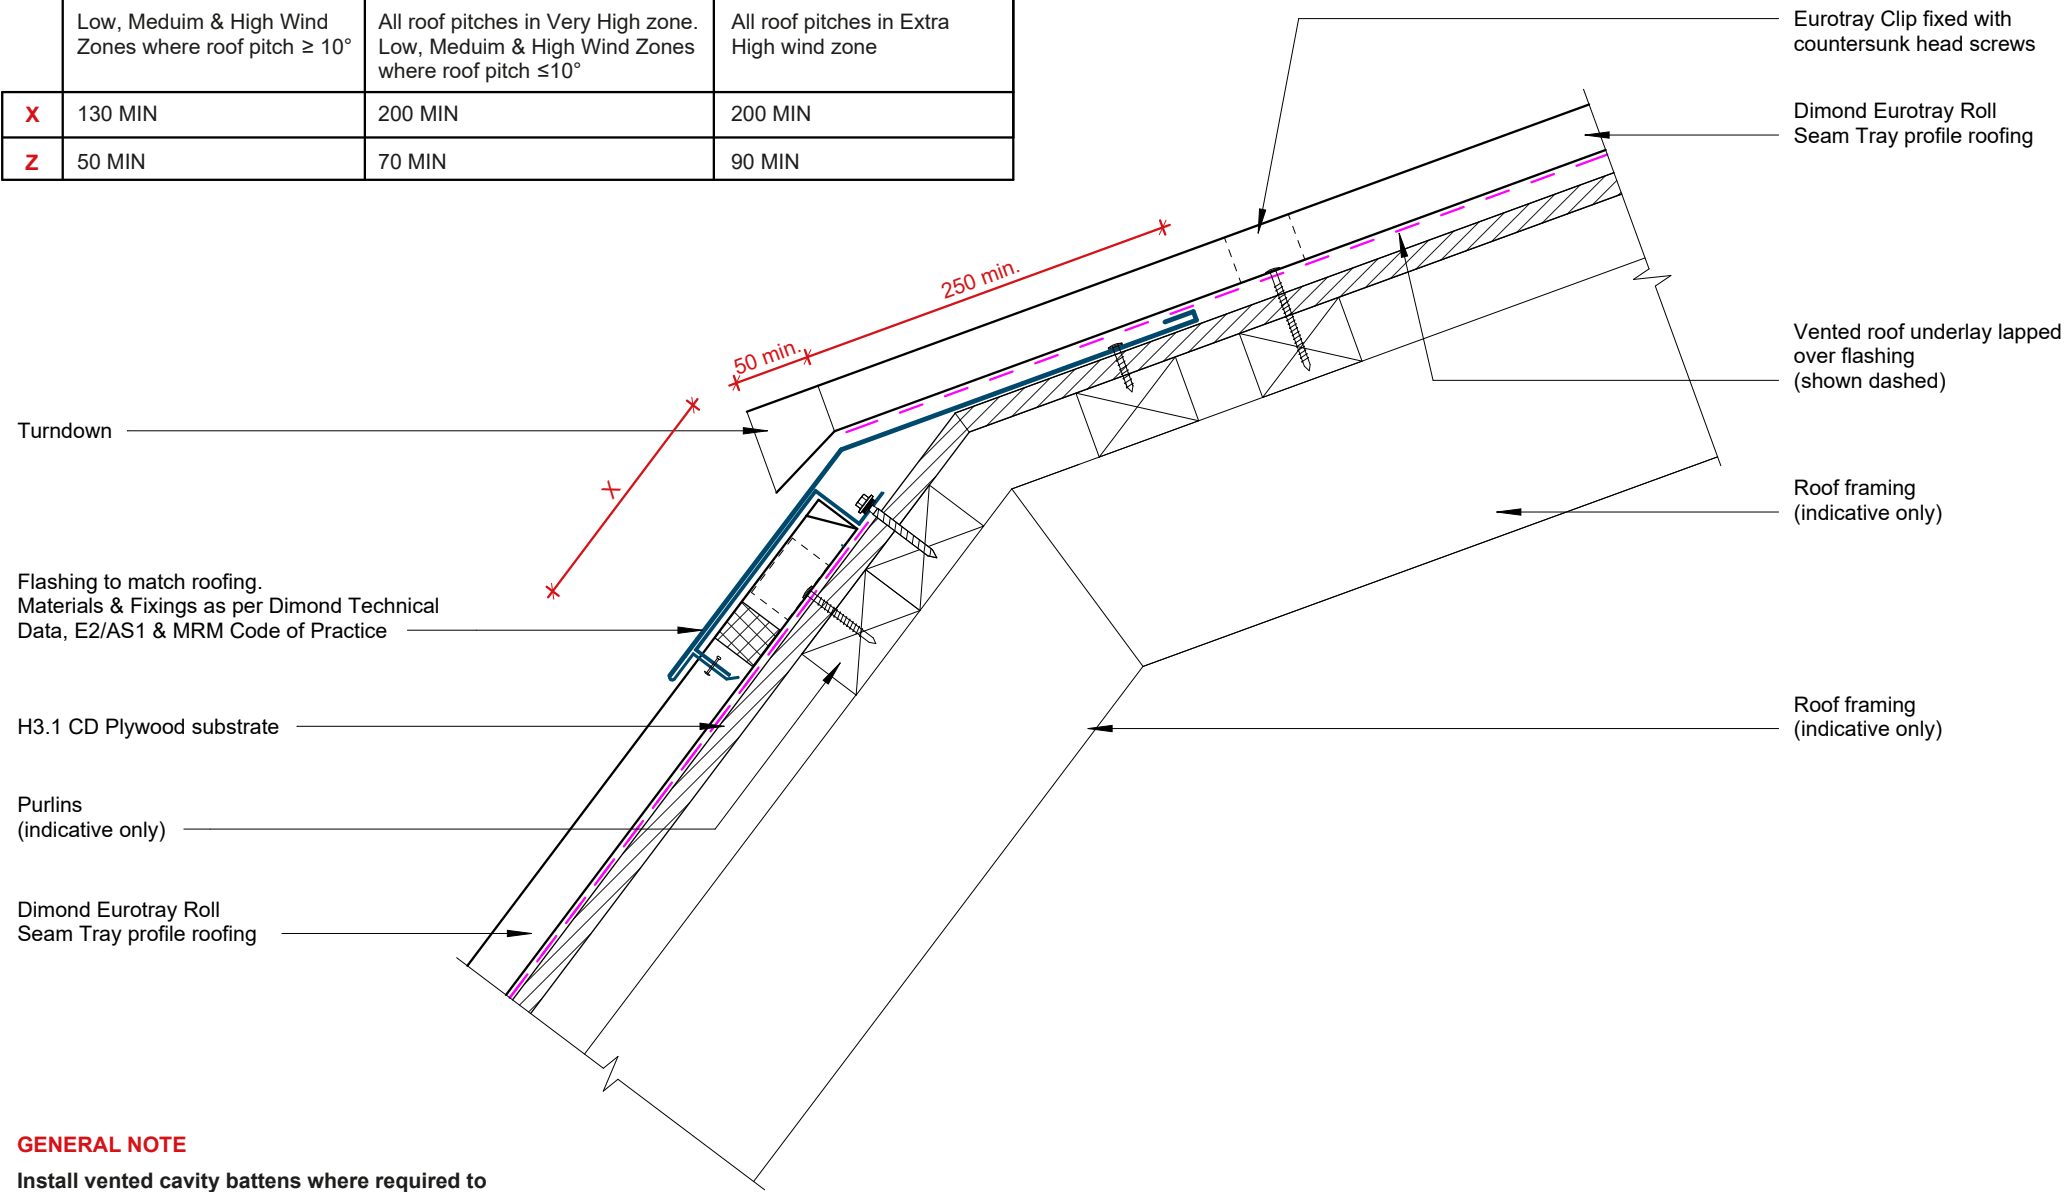 Low, Meduim & High Wind
Zones where roof pitch ≥ 10°
All roof pitches in Very High zone.
Low, Meduim & High Wind Zones
where roof pitch ≤10°
All roof pitches in Extra
High wind zone
X 130 MIN 200 MIN 200 MIN
Z 50 MIN 70 MIN 90 MIN
Eurotray Clip fixed with
countersunk head screws
Dimond Eurotray Roll
Seam Tray profile roofing
250 min.
50 min.
X
Vented roof underlay lapped
over flashing
(shown dashed)
Turndown
Roof framing
(indicative only)
Flashing to match roofing.
Materials & Fixings as per Dimond Technical
Data, E2/AS1 & MRM Code of Practice
H3.1 CD Plywood substrate
Roof framing
(indicative only)
Purlins
(indicative only)
Dimond Eurotray Roll
Seam Tray profile roofing
GENERAL NOTE
Install vented cavity battens where required to